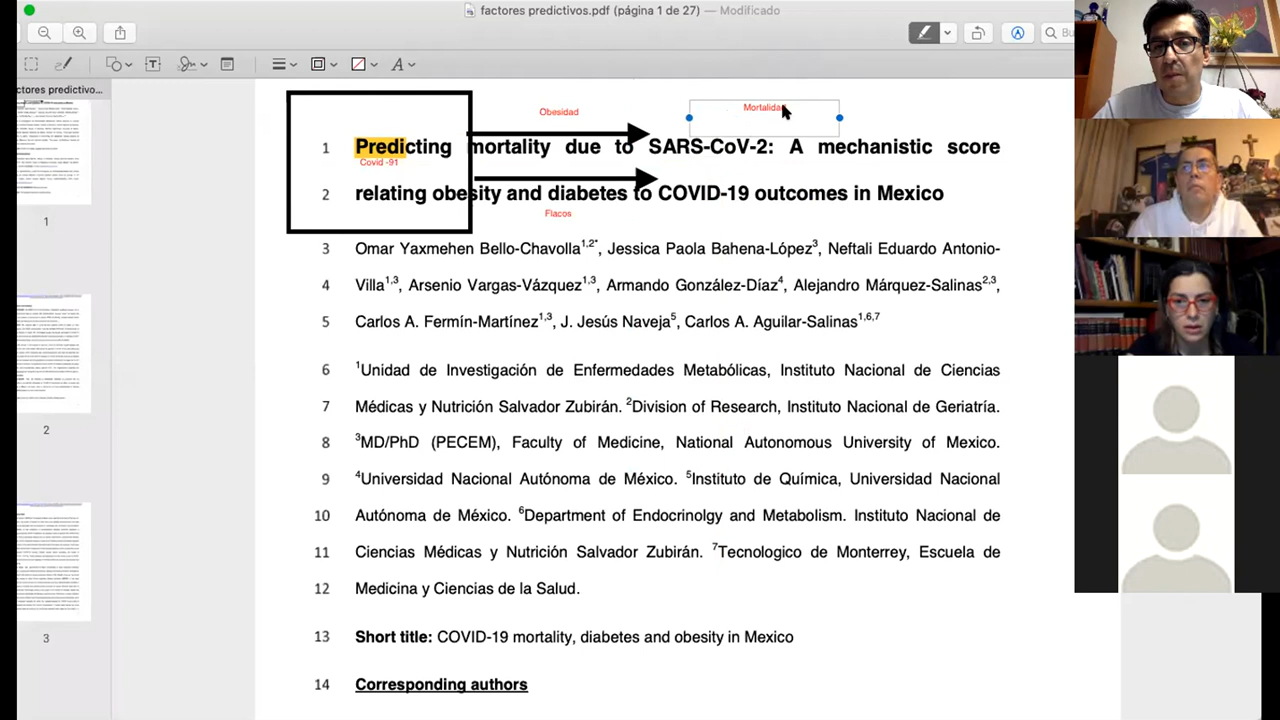 factores predictivos.pdf (página 1 de 27) — Modificado
Bu
ctores predictivo...
Obesidad
Mortalidad
1 Predicting mortality due to SARS-CoV-2: A mechanistic score
Covid -91
2 relating obesity and diabetes to COVID-19 outcomes in Mexico
Flacos
3 Omar Yaxmehen Bello-Chavolla1,2*, Jessica Paola Bahena-López3, Neftali Eduardo Antonio-
4 Villa1,3, Arsenio Vargas-Vázquez1,3, Armando González-Díaz4, Alejandro Márquez-Salinas2,3,
5 Carlos A. Fermín-Martínez3, J. Jesús Naveja5, Carlos A. Aguilar-Salinas1,6,7
6 1Unidad de Investigación de Enfermedades Metabólicas, Instituto Nacional de Ciencias
7 Médicas y Nutrición Salvador Zubirán. 2Division of Research, Instituto Nacional de Geriatría.
8 3MD/PhD (PECEM), Faculty of Medicine, National Autonomous University of Mexico.
9 4Universidad Nacional Autónoma de México. 5Instituto de Química, Universidad Nacional
10 Autónoma de México. 6Department of Endocrinolgy and Metabolism. Instituto Nacional de
11 Ciencias Médicas y Nutrición Salvador Zubirán. 7Tecnologico de Monterrey, Escuela de
12 Medicina y Ciencias de la Salud.
13 Short title: COVID-19 mortality, diabetes and obesity in Mexico
14 Corresponding authors
1
2
3